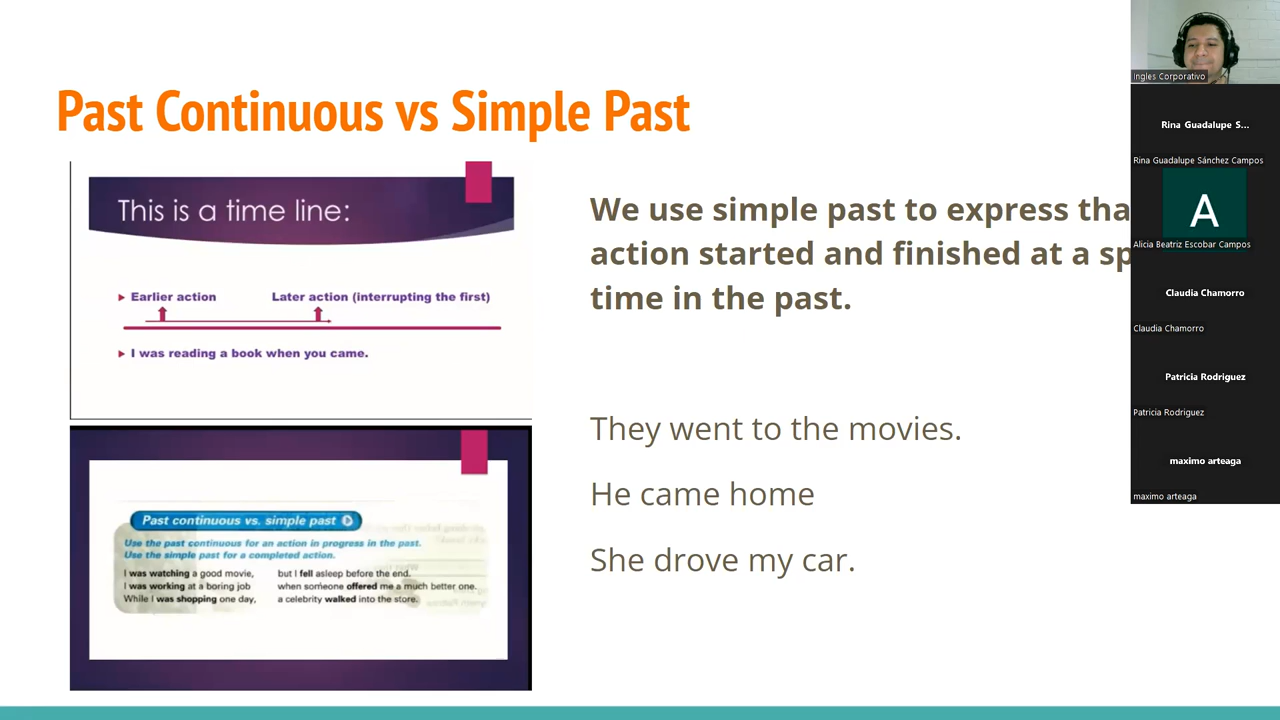 Past Continuous vs Simple Past
This is a time line:
Earlier action
Later action (interrupting the first)
I was reading a book when you came.
Past continuous vs. simple past
Use the past continuous for an action in progress in the past.
Use the simple past for a completed action.
I was watching a good movie, but I fell asleep before the end.
I was working at a boring job when someone offered me a much better one.
While I was shopping one day, a celebrity walked into the store.
We use simple past to express tha
action started and finished at a sp
time in the past.
They went to the movies.
He came home
She drove my car.
Ingles Corporativo
Rina Guadalupe S...
Rina Guadalupe Sánchez Campos
A
Alicia Beatriz Escobar Campos
Claudia Chamorro
Claudia Chamorro
Patricia Rodriguez
Patricia Rodriguez
maximo arteaga
maximo arteaga